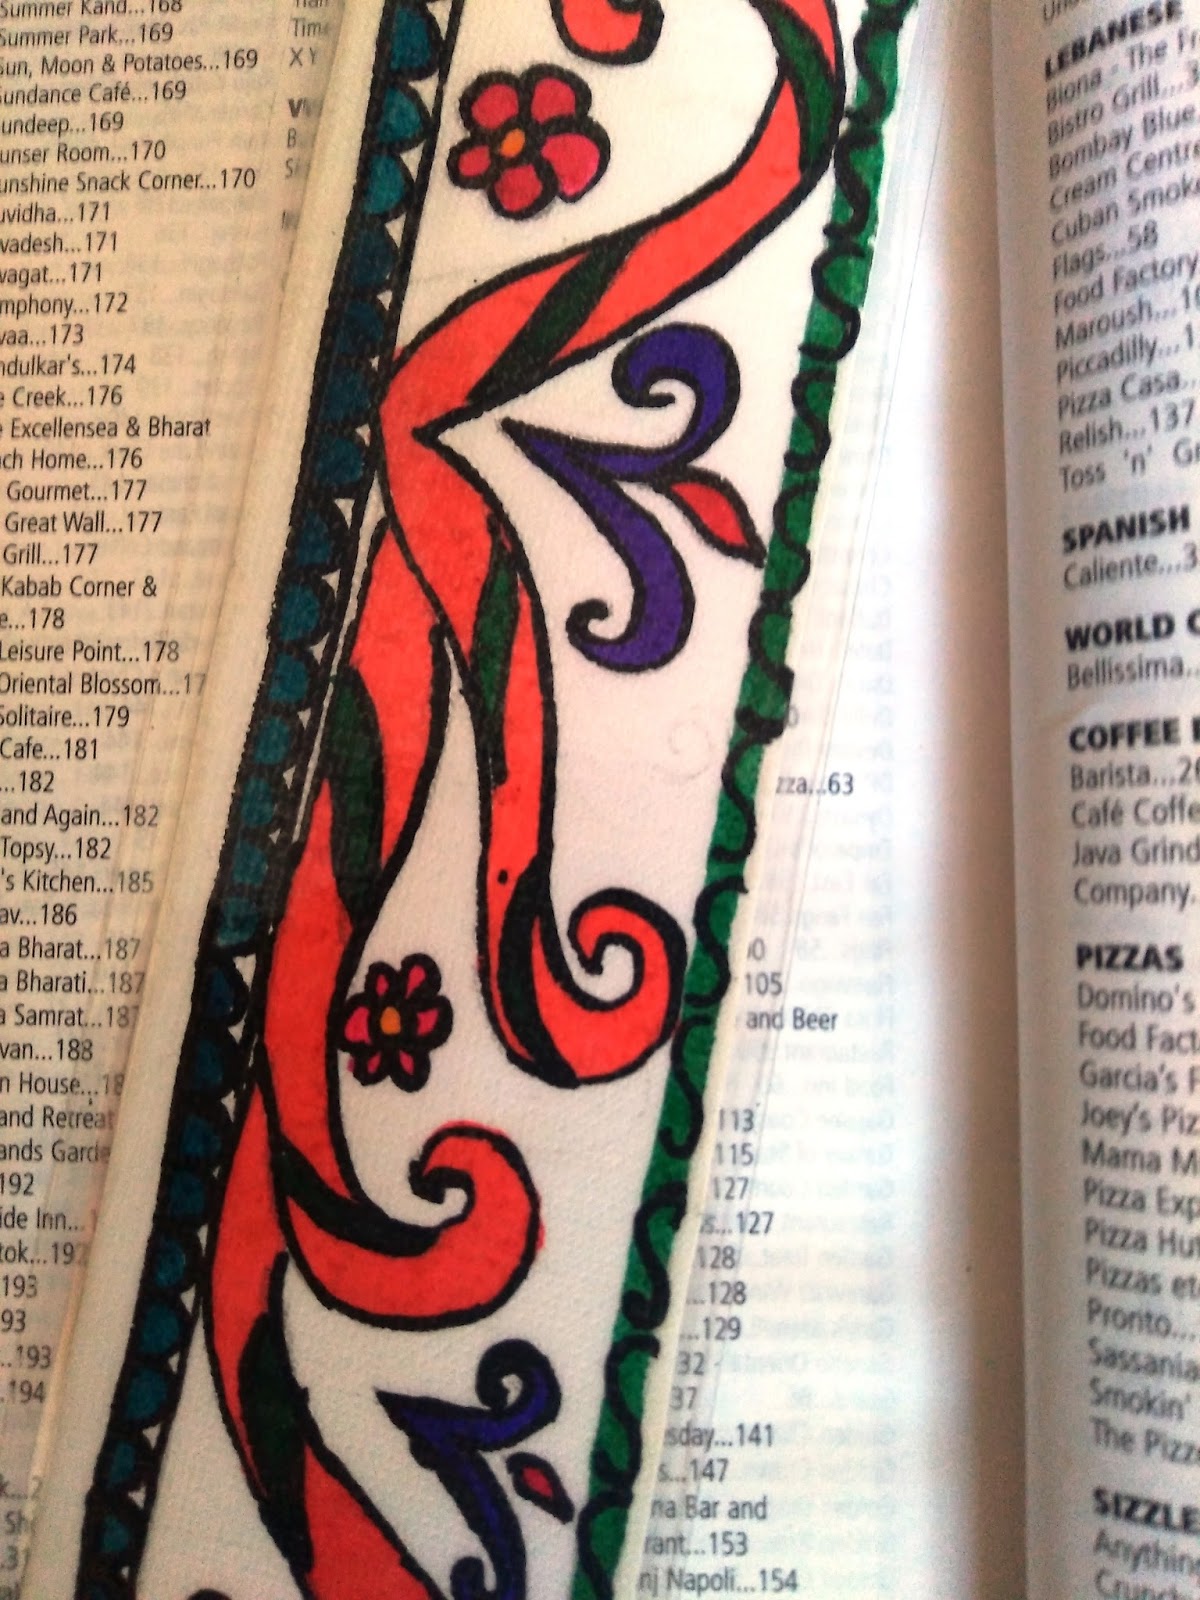 Summer Kand...168
Summer Park...169
Sun, Moon & Potatoes...169
Sundance Café...169
undeep...169
unser Room...170
unshine Snack Corner...170
uvidha...171
vadesh...171
wagat...171
mphony...172
vaa...173
ndulkar's...174
e Creek...176
e Excellensea & Bharat
ch Home...176
Gourmet...177
Great Wall...177
Grill...177
Kabab Corner &
e...178
Leisure Point...178
Oriental Blossom...17
Solitaire...179
Cafe...181
...182
and Again...182
Topsy...182
's Kitchen...185
av...186
a Bharat...187
a Bharati...187
a Samrat...187
van...188
n House...18
and Retreat
ands Garde
192
ide Inn...
tok...192
193
93
...193
...194
Time
X Y
zza...63
105
and Beer
113
115
127
s...127
128
...128
...129
32
37
sday...141
s...147
na Bar and
rant...153
nj Napoli...154
LEBANESE
Biona - The Fr
Bistro Grill...3
Bombay Blue
Cream Centre
Cuban Smok
Flags...58
Food Factory
Maroush...1
Piccadilly...1
Pizza Casa..
Relish...137
Toss 'n' Gr
SPANISH
Caliente...3
WORLD C
Bellissima..
COFFEE
Barista...26
Café Coffe
Java Grind
Company.
PIZZAS
Domino's
Food Fact
Garcia's F
Joey's Piz
Mama Mi
Pizza Exp
Pizza Hut
Pizzas et
Pronto...
Sassania
Smokin'
The Pizz
SIZZLE
Anythin
Crunch